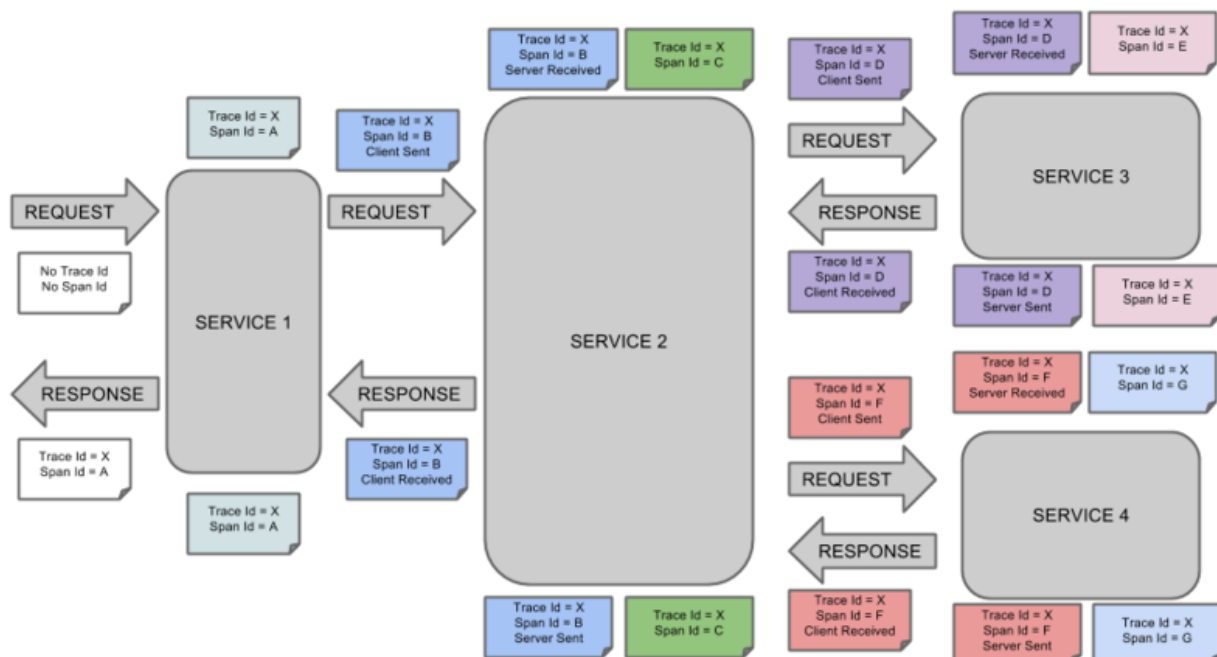 Trace Id = X
Span Id = B
Server Received
Trace Id = X
Span Id = C
Trace Id = X
Span Id = D
Client Sent
Trace Id = X
Span Id = D
Server Received
Trace Id = X
Span Id = E
Trace Id = X
Span Id = A
Trace Id = X
Span Id = B
Client Sent
REQUEST
REQUEST
REQUEST
SERVICE 3
RESPONSE
No Trace Id
No Span Id
Trace Id = X
Span Id = D
Client Received
Trace Id = X
Span Id = D
Server Sent
Trace Id = X
Span Id = E
SERVICE 1
SERVICE 2
RESPONSE
RESPONSE
Trace Id = X
Span Id = F
Client Sent
Trace Id = X
Span Id = F
Server Received
Trace Id = X
Span Id = G
Trace Id = X
Span Id = A
Trace Id = X
Span Id = B
Client Received
REQUEST
SERVICE 4
Trace Id = X
Span Id = A
RESPONSE
Trace Id = X
Span Id = B
Server Sent
Trace Id = X
Span Id = C
Trace Id = X
Span Id = F
Client Received
Trace Id = X
Span Id = F
Server Sent
Trace Id = X
Span Id = G